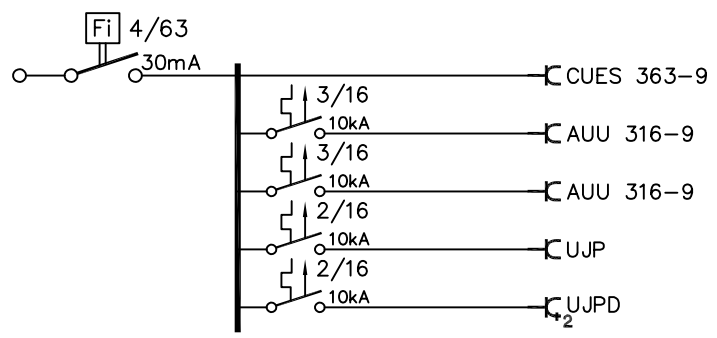 Fi 4/63
30mA
CUES 363-9
3/16
10kA
AUU 316-9
3/16
10kA
AUU 316-9
2/16
10kA
UJP
2/16
10kA
UJPD
+2